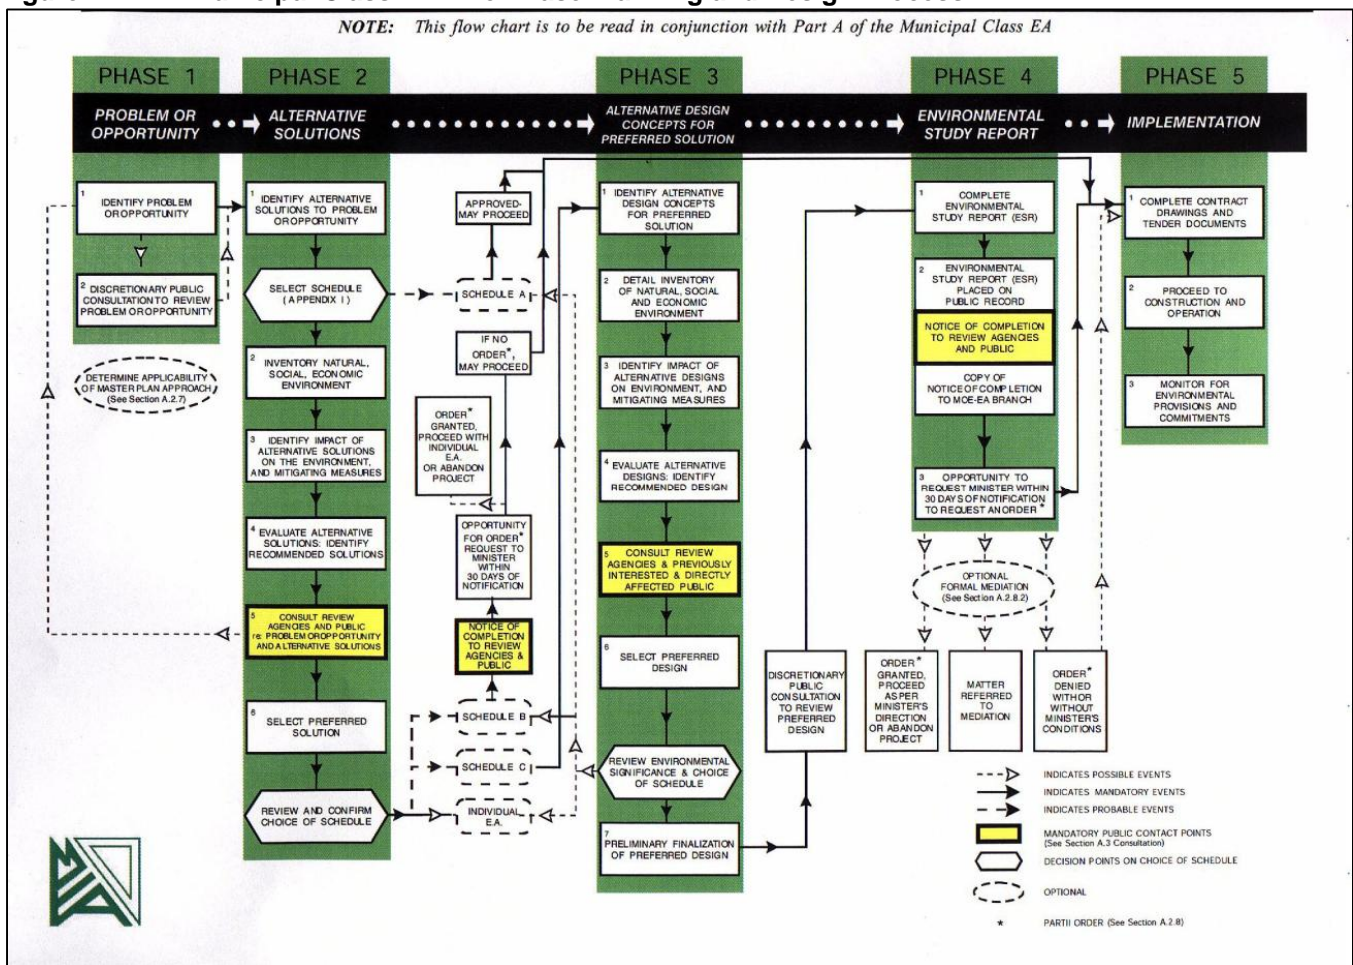 NOTE: This flow chart is to be read in conjunction with Part A of the Municipal Class EA
PHASE 1
PROBLEM OR
OPPORTUNITY
1
IDENTIFY PROBLEM
OR OPPORTUNITY
2
DISCRETIONARY PUBLIC
CONSULTATION TO REVIEW
PROBLEM OR OPPORTUNITY
DETERMINE APPLICABILITY
OF MASTER PLAN APPROACH
(See Section A.2.7)
PHASE 2
ALTERNATIVE
SOLUTIONS
1
IDENTIFY ALTERNATIVE
SOLUTIONS TO PROBLEM
OR OPPORTUNITY
SELECT SCHEDULE
(APPENDIX I)
2
INVENTORY NATURAL,
SOCIAL, ECONOMIC
ENVIRONMENT
3
IDENTIFY IMPACT OF
ALTERNATIVE SOLUTIONS
ON THE ENVIRONMENT,
AND MITIGATING MEASURES
4
EVALUATE ALTERNATIVE
SOLUTIONS: IDENTIFY
RECOMMENDED SOLUTIONS
5
CONSULT REVIEW
AGENCIES AND PUBLIC
re: PROBLEM OR OPPORTUNITY
AND ALTERNATIVE SOLUTIONS
6
SELECT PREFERRED
SOLUTION
REVIEW AND CONFIRM
CHOICE OF SCHEDULE
APPROVED-
MAY PROCEED
SCHEDULE A
IF NO
ORDER*,
MAY PROCEED
ORDER*
GRANTED,
PROCEED WITH
INDIVIDUAL
E.A.
OR ABANDON
PROJECT
OPPORTUNITY
FOR ORDER*
REQUEST TO
MINISTER
WITHIN
30 DAYS OF
NOTIFICATION
NOTICE OF
COMPLETION
TO REVIEW
AGENCIES &
PUBLIC
SCHEDULE B
SCHEDULE C
INDIVIDUAL
E.A.
PHASE 3
ALTERNATIVE DESIGN
CONCEPTS FOR
PREFERRED SOLUTION
1
IDENTIFY ALTERNATIVE
DESIGN CONCEPTS
FOR PREFERRED
SOLUTION
2
DETAIL INVENTORY
OF NATURAL, SOCIAL
AND ECONOMIC
ENVIRONMENT
3
IDENTIFY IMPACT OF
ALTERNATIVE DESIGNS
ON ENVIRONMENT, AND
MITIGATING MEASURES
4
EVALUATE ALTERNATIVE
DESIGNS: IDENTIFY
RECOMMENDED DESIGN
5
CONSULT REVIEW
AGENCIES & PREVIOUSLY
INTERESTED & DIRECTLY
AFFECTED PUBLIC
6
SELECT PREFERRED
DESIGN
REVIEW ENVIRONMENTAL
SIGNIFICANCE & CHOICE
OF SCHEDULE
7
PRELIMINARY FINALIZATION
OF PREFERRED DESIGN
DISCRETIONARY
PUBLIC
CONSULTATION
TO REVIEW
PREFERRED
DESIGN
PHASE 4
ENVIRONMENTAL
STUDY REPORT
1
COMPLETE
ENVIRONMENTAL
STUDY REPORT (ESR)
2
ENVIRONMENTAL
STUDY REPORT (ESR)
PLACED ON
PUBLIC RECORD
NOTICE OF COMPLETION
TO REVIEW AGENCIES
AND PUBLIC
COPY OF
NOTICE OF COMPLETION
TO MOE-EA BRANCH
3
OPPORTUNITY TO
REQUEST MINISTER WITHIN
30 DAYS OF NOTIFICATION
TO REQUEST AN ORDER*
OPTIONAL
FORMAL MEDIATION
(See Section A.2.8.2)
ORDER*
GRANTED,
PROCEED
AS PER
MINISTER'S
DIRECTION
OR ABANDON
PROJECT
MATTER
REFERRED
TO
MEDIATION
ORDER*
DENIED
WITH OR
WITHOUT
MINISTER'S
CONDITIONS
PHASE 5
IMPLEMENTATION
1
COMPLETE CONTRACT
DRAWINGS AND
TENDER DOCUMENTS
2
PROCEED TO
CONSTRUCTION AND
OPERATION
3
MONITOR FOR
ENVIRONMENTAL
PROVISIONS AND
COMMITMENTS
INDICATES POSSIBLE EVENTS
INDICATES MANDATORY EVENTS
INDICATES PROBABLE EVENTS
MANDATORY PUBLIC CONTACT POINTS
(See Section A.3 Consultation)
DECISION POINTS ON CHOICE OF SCHEDULE
OPTIONAL
* PART II ORDER (See Section A.2.8)
MEA